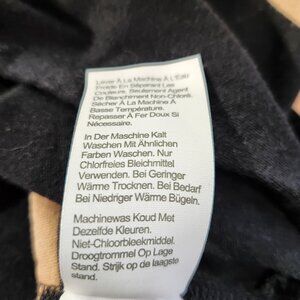 Laver À La Machine À L'Eau
Froide En Séparant Les
Couleurs. Seulement Agent
De Blanchiment Non-Chloré.
Sécher À La Machine À
Basse Température.
Repasser À Fer Doux Si
Nécessaire.
In Der Maschine Kalt
Waschen Mit Ähnlichen
Farben Waschen. Nur
Chlorfreies Bleichmittel
Verwenden. Bei Geringer
Wärme Trocknen. Bei Bedarf
Bei Niedriger Wärme Bügeln.
Machinewas Koud Met
Dezelfde Kleuren.
Niet-Chloorbleekmiddel.
Droogtrommel Op Lage
Stand. Strijk op de laagste
stand.